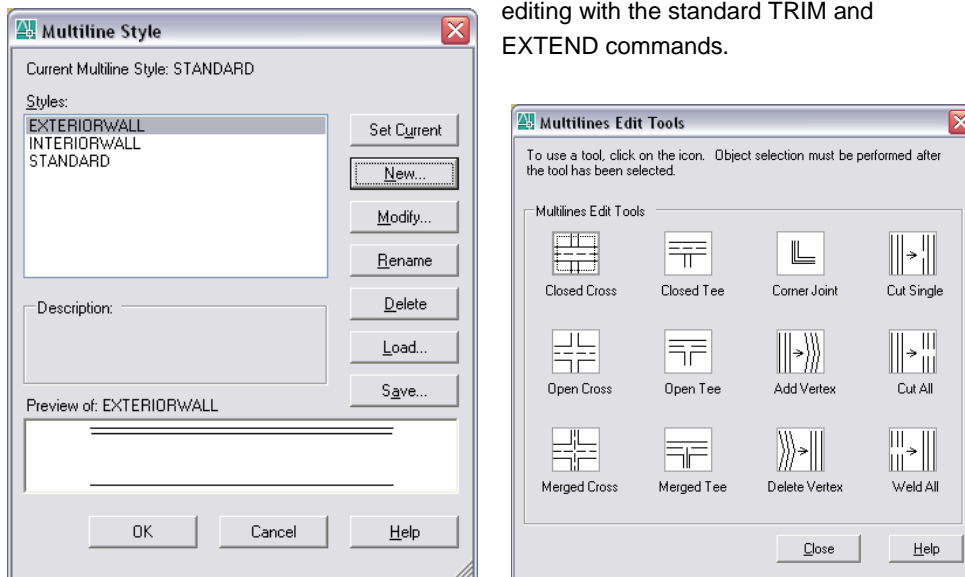 Multiline Style
Current Multiline Style: STANDARD
Styles:
EXTERIORWALL
INTERIORWALL
STANDARD
Set Current
New...
Modify...
Rename
Delete
Load...
Save...
Description:
Preview of: EXTERIORWALL
OK
Cancel
Help
editing with the standard TRIM and
EXTEND commands.
Multilines Edit Tools
To use a tool, click on the icon. Object selection must be performed after
the tool has been selected.
Multilines Edit Tools
Closed Cross
Closed Tee
Corner Joint
Cut Single
Open Cross
Open Tee
Add Vertex
Cut All
Merged Cross
Merged Tee
Delete Vertex
Weld All
Close
Help